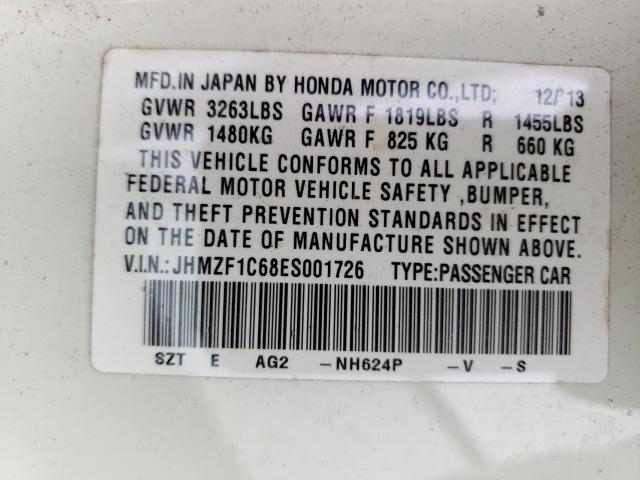 MFD.IN JAPAN BY HONDA MOTOR CO.,LTD; 12/13
GVWR 3263LBS GAWR F 1819LBS R 1455LBS
GVWR 1480KG GAWR F 825 KG R 660 KG
THIS VEHICLE CONFORMS TO ALL APPLICABLE
FEDERAL MOTOR VEHICLE SAFETY ,BUMPER,
AND THEFT PREVENTION STANDARDS IN EFFECT
ON THE DATE OF MANUFACTURE SHOWN ABOVE.
V.I.N.:JHMZF1C68ES001726 TYPE:PASSENGER CAR
SZT E AG2 -NH624P -V -S